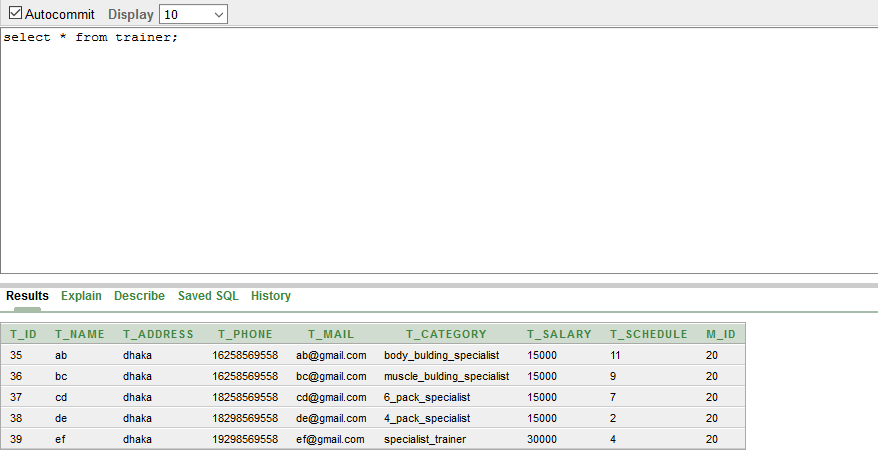 Autocommit Display 10
select * from trainer;
Results Explain Describe Saved SQL History
T_ID T_NAME T_ADDRESS T_PHONE T_MAIL T_CATEGORY T_SALARY T_SCHEDULE M_ID
35 ab dhaka 16258569558 ab@gmail.com body_bulding_specialist 15000 11 20
36 bc dhaka 16258569558 bc@gmail.com muscle_bulding_specialist 15000 9 20
37 cd dhaka 18258569558 cd@gmail.com 6_pack_specialist 15000 7 20
38 de dhaka 18298569558 de@gmail.com 4_pack_specialist 15000 2 20
39 ef dhaka 19298569558 ef@gmail.com specialist_trainer 30000 4 20